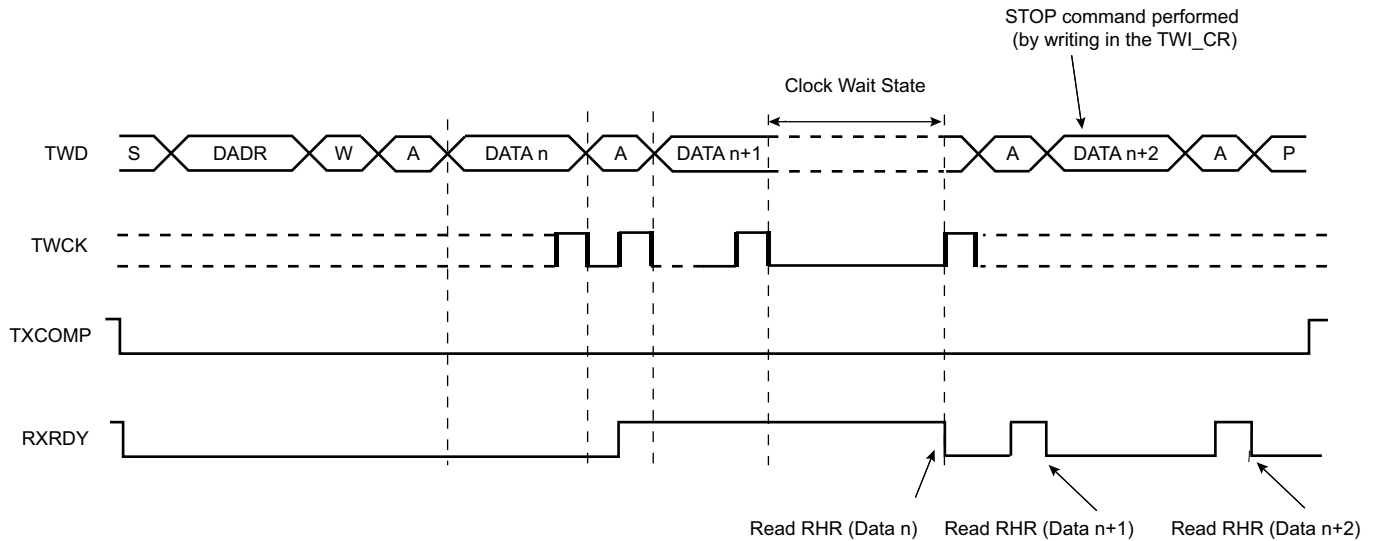 STOP command performed
(by writing in the TWI_CR)
Clock Wait State
TWD S DADR W A DATA n A DATA n+1 A DATA n+2 A P
TWCK
TXCOMP
RXRDY
Read RHR (Data n) Read RHR (Data n+1) Read RHR (Data n+2)